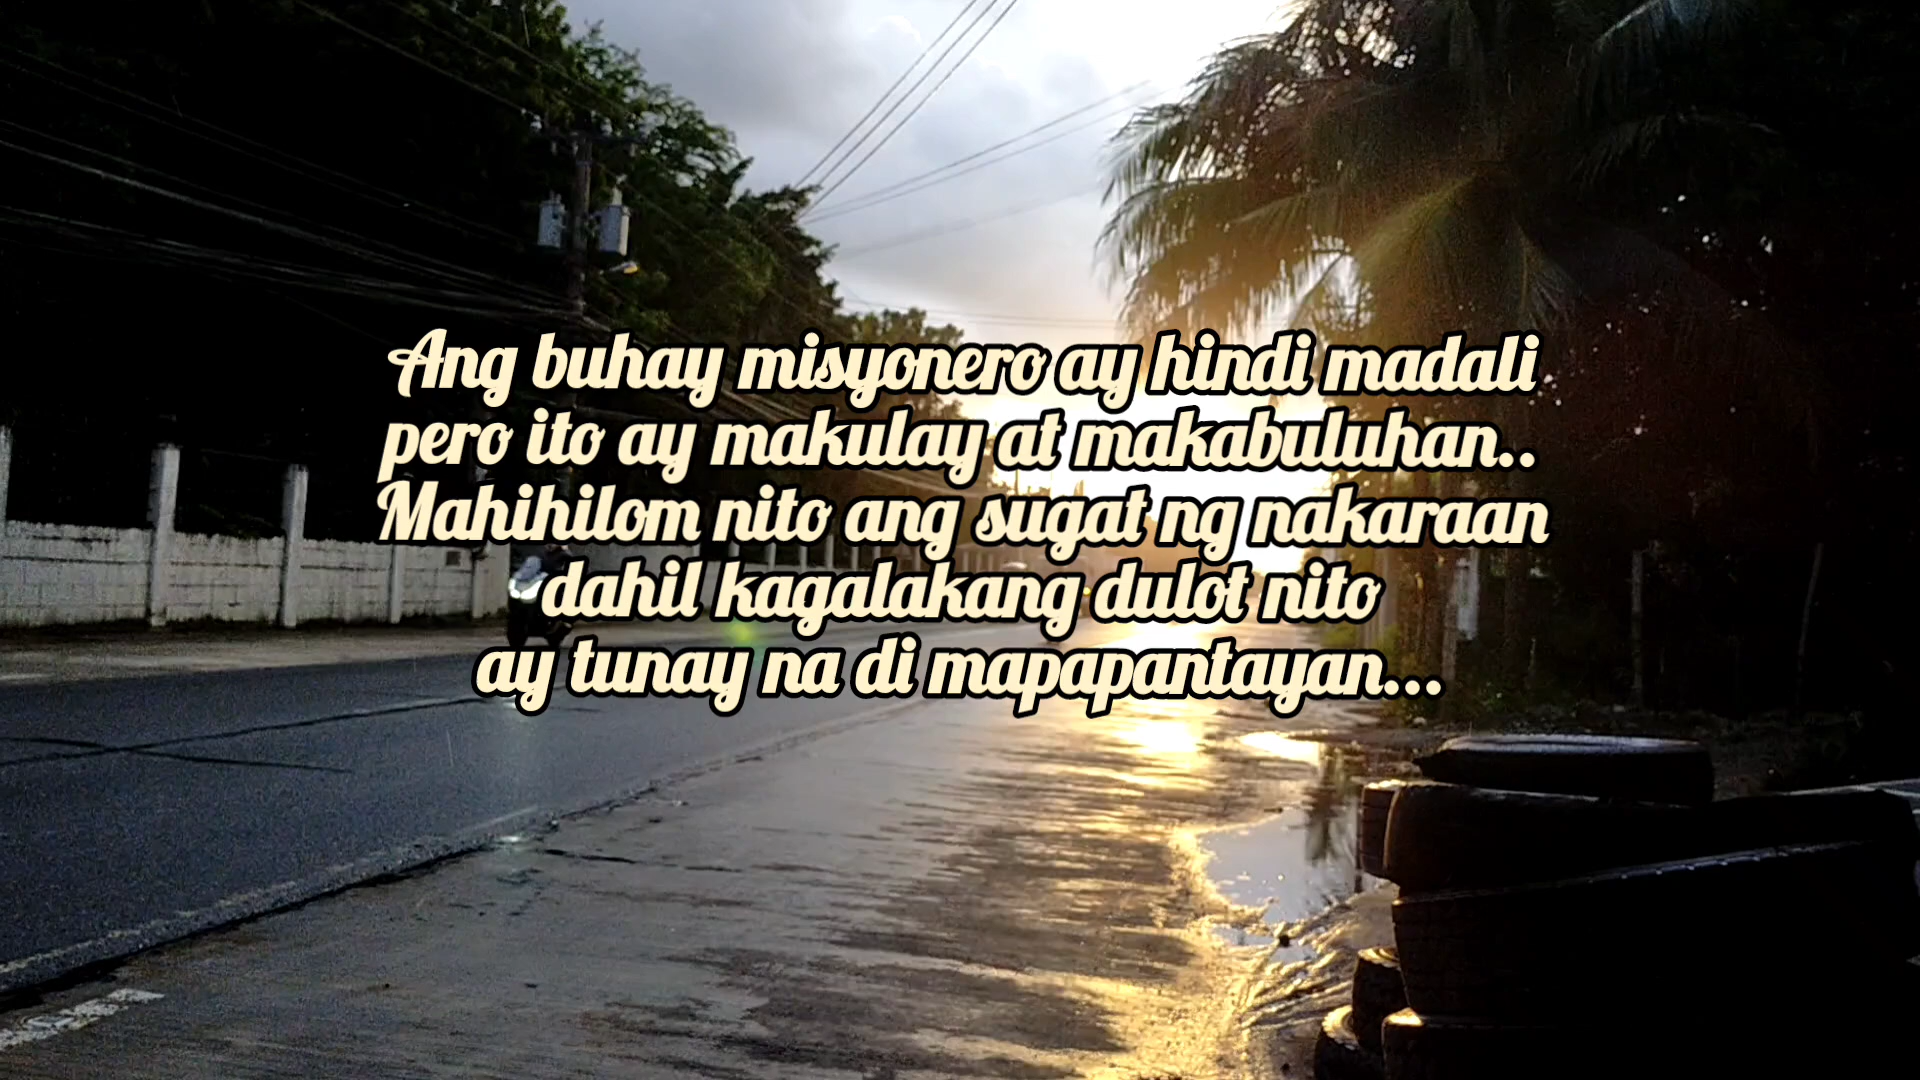 Ang buhay misyonero ay hindi madali
pero ito ay makulay at makabuluhan..
Mahihilom nito ang sugat ng nakaraan
dahil kagalakang dulot nito
ay tunay na di mapapantayan...